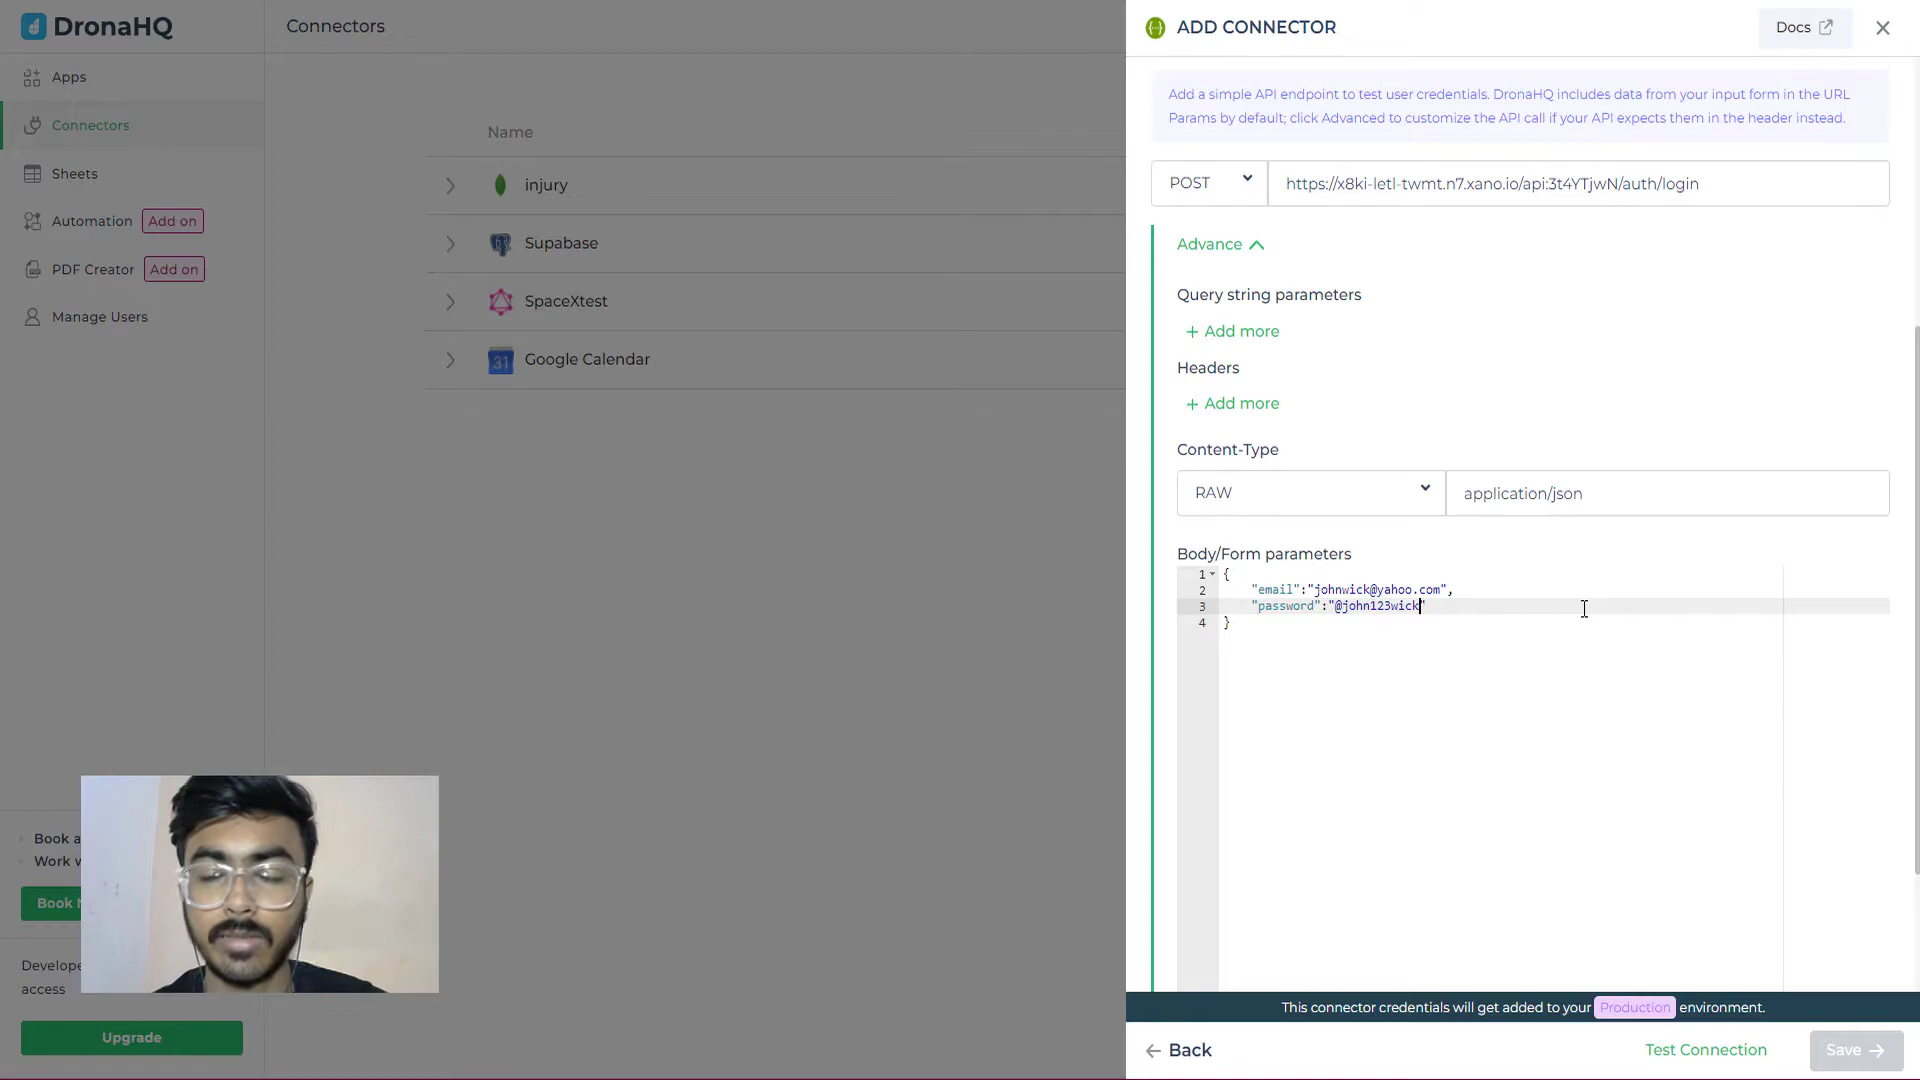 DronaHQ
Connectors
Apps
Connectors
Sheets
Automation Add on
PDF Creator Add on
Manage Users
Name
injury
Supabase
SpaceXtest
31 Google Calendar
Book a
Work w
Book
Develope
access
Upgrade
ADD CONNECTOR
Docs
Add a simple API endpoint to test user credentials. DronaHQ includes data from your input form in the URL
Params by default; click Advanced to customize the API call if your API expects them in the header instead.
POST https://x8ki-letl-twmt.n7.xano.io/api:3t4YTjwN/auth/login
Advance
Query string parameters
+ Add more
Headers
+ Add more
Content-Type
RAW application/json
Body/Form parameters
1 {
2 "email":"johnwick@yahoo.com",
3 "password":"@john123wick"
4 }
This connector credentials will get added to your Production environment.
Back
Test Connection
Save